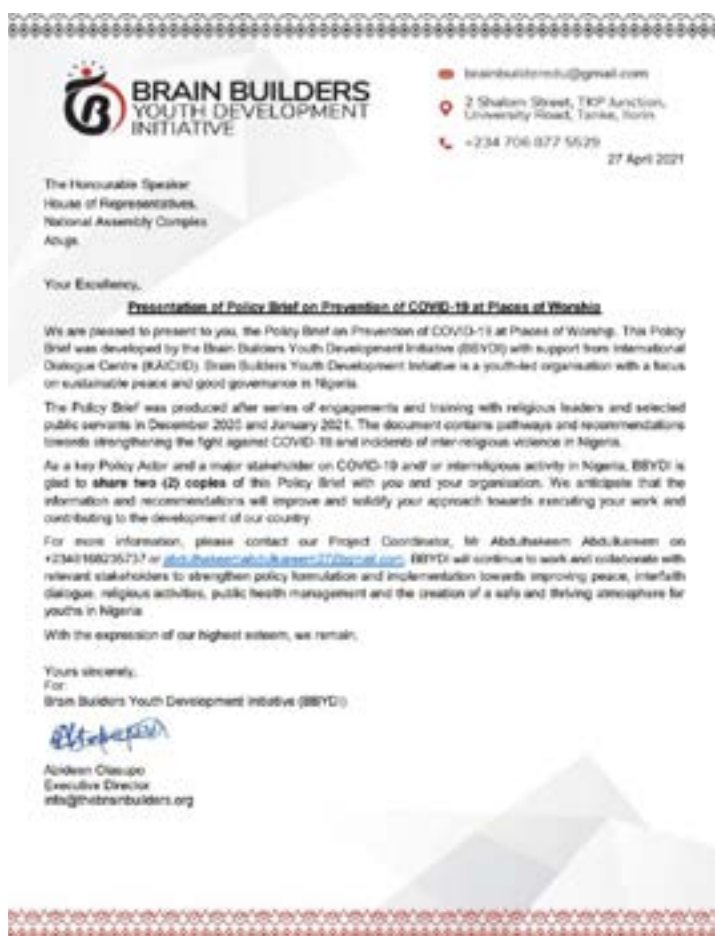 BRAIN BUILDERS
YOUTH DEVELOPMENT
INITIATIVE
brainbuildersedu@gmail.com
2 Shalom Street, TKP Junction,
University Road, Tanke, Ilorin
+234 706 877 5529
27 April 2021
The Honourable Speaker
House of Representatives,
National Assembly Complex
Abuja.
Your Excellency,
Presentation of Policy Brief on Prevention of COVID-19 at Places of Worship
We are pleased to present to you, the Policy Brief on Prevention of COVID-19 at Places of Worship. This Policy
Brief was developed by the Brain Builders Youth Development Initiative (BBYDI) with support from International
Dialogue Centre (KAICIID). Brain Builders Youth Development Initiative is a youth-led organisation with a focus
on sustainable peace and good governance in Nigeria.
The Policy Brief was produced after series of engagements and training with religious leaders and selected
public servants in December 2020 and January 2021. The document contains pathways and recommendations
towards strengthening the fight against COVID-19 and incidents of inter-religious violence in Nigeria.
As a key Policy Actor and a major stakeholder on COVID-19 and/ or interreligious activity in Nigeria, BBYDI is
glad to share two (2) copies of this Policy Brief with you and your organisation. We anticipate that the
information and recommendations will improve and solidify your approach towards executing your work and
contributing to the development of our country.
For more information, please contact our Project Coordinator, Mr Abdulhakeem Abdulkareem on
or BBYDI will continue to work and collaborate with
relevant stakeholders to strengthen policy formulation and implementation towards improving peace, interfaith
dialogue, religious activities, public health management and the creation of a safe and thriving atmosphere for
youths in Nigeria.
With the expression of our highest esteem, we remain.
Yours sincerely,
For:
Brain Builders Youth Development Initiative (BBYDI)
Abideen Olasupo
Executive Director
info@thebrainbuilders.org